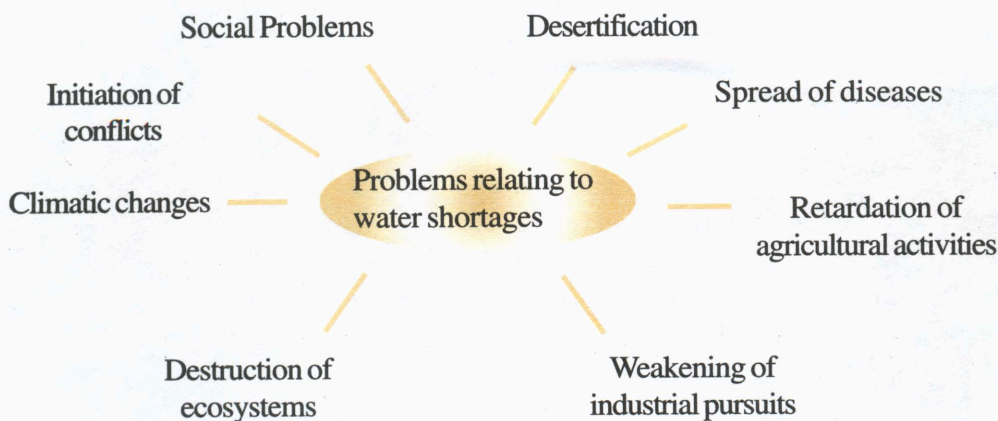 Social Problems
Desertification
Initiation of
conflicts
Spread of diseases
Climatic changes
Problems relating to
water shortages
Retardation of
agricultural activities
Destruction of
ecosystems
Weakening of
industrial pursuits